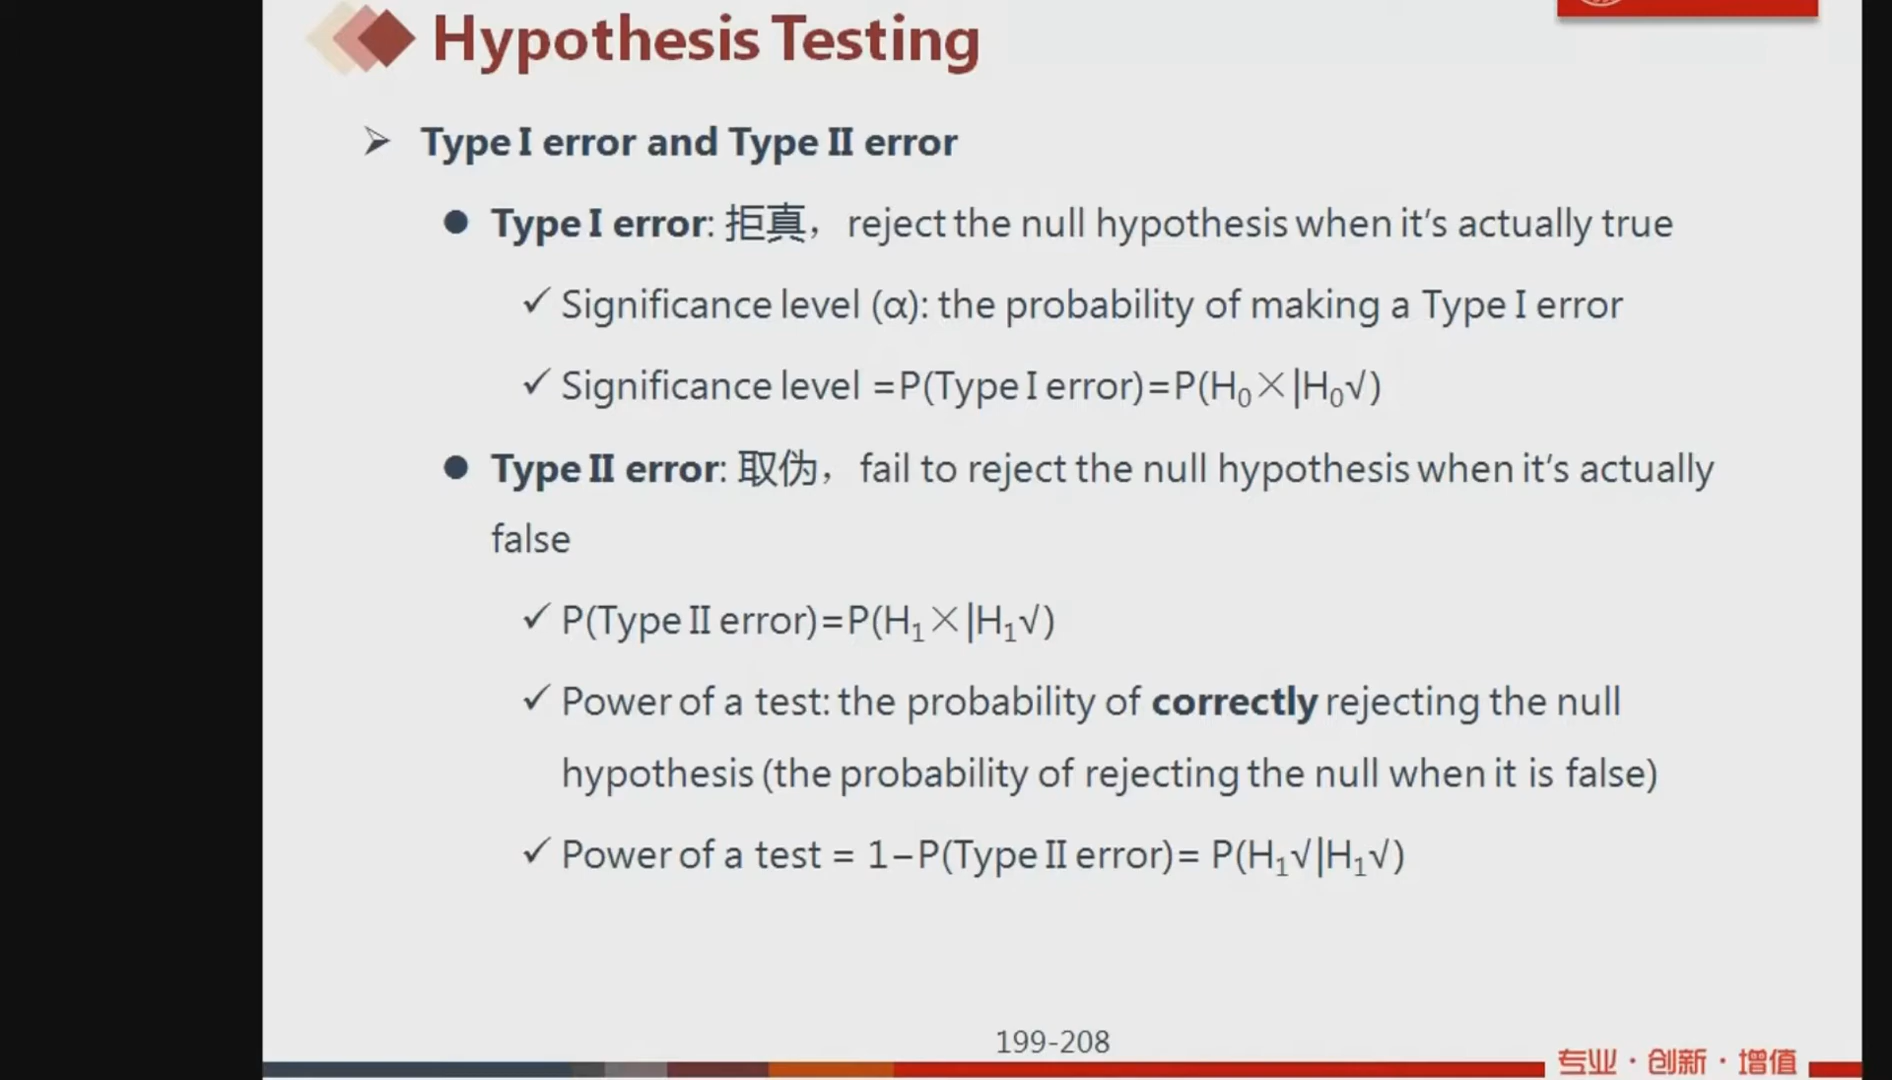 Hypothesis Testing
➢ Type I error and Type II error
● Type I error: 拒真，reject the null hypothesis when it's actually true
✓ Significance level (α): the probability of making a Type I error
✓ Significance level =P(Type I error)=P(H₀×|H₀√)
● Type II error: 取伪，fail to reject the null hypothesis when it's actually
false
✓ P(Type II error)=P(H₁×|H₁√)
✓ Power of a test: the probability of correctly rejecting the null
hypothesis (the probability of rejecting the null when it is false)
✓ Power of a test = 1−P(Type II error)= P(H₁√|H₁√)
199-208
专业·创新·增值